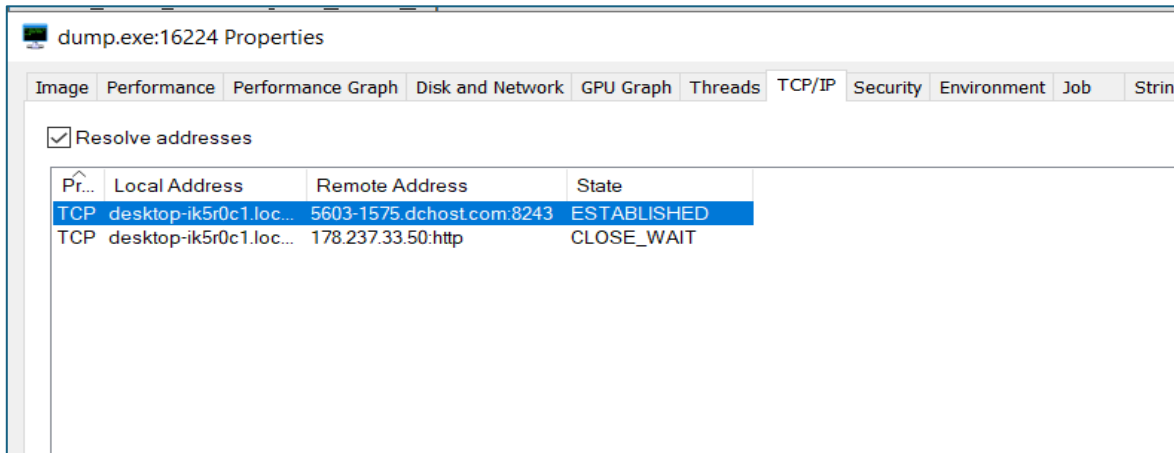 dump.exe:16224 Properties
Image Performance Performance Graph Disk and Network GPU Graph Threads TCP/IP Security Environment Job Strin
Resolve addresses
Pr... Local Address Remote Address State
TCP desktop-ik5r0c1.loc... 5603-1575.dchost.com:8243 ESTABLISHED
TCP desktop-ik5r0c1.loc... 178.237.33.50:http CLOSE_WAIT